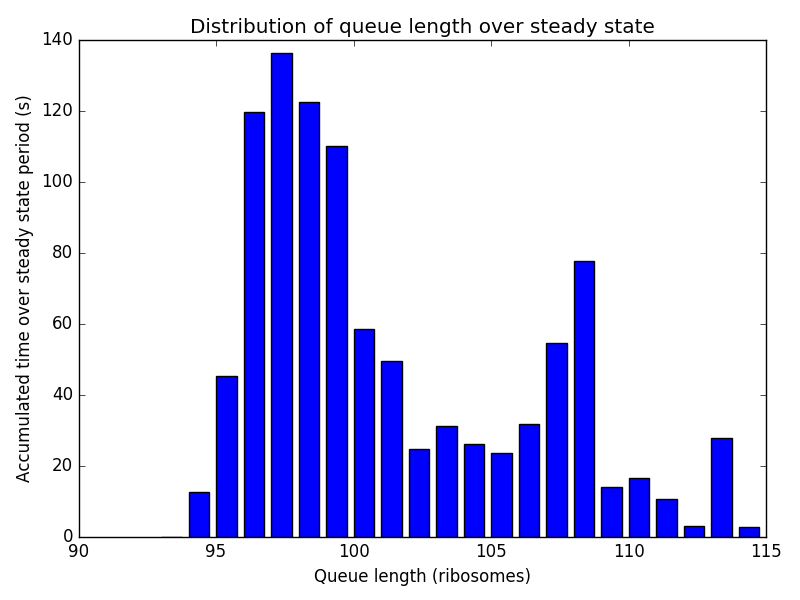 Distribution of queue length over steady state
Accumulated time over steady state period (s)
140
120
100
80
60
40
20
0
90 95 100 105 110 115
Queue length (ribosomes)